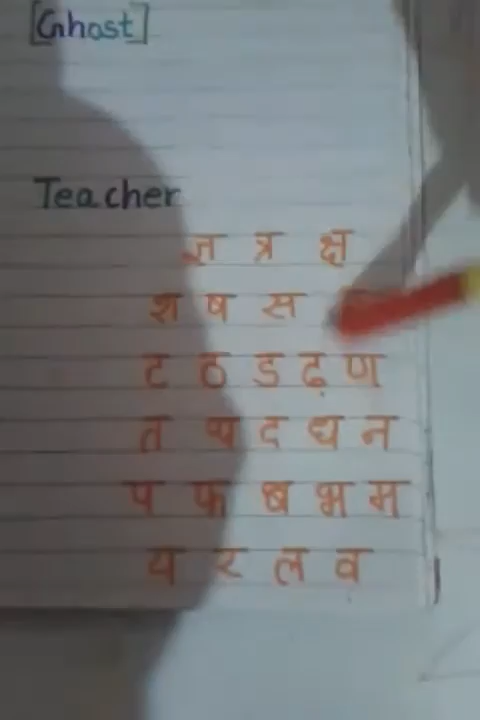 [Ghost]
Teacher
ज्ञ त्र क्ष
श ष स
ट ठ ड ढ़ ण
त थ द ध न
प फ ब भ म
य र ल व